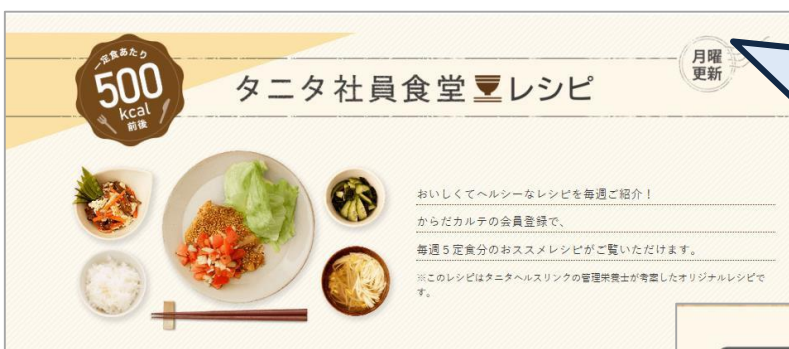 一定食あたり
500
kcal
前後
タニタ社員食堂 レシピ
月曜
更新
おいしくてヘルシーなレシピを毎週ご紹介！
からだカルテの会員登録で、
毎週５定食分のおススメレシピがご覧いただけます。
※このレシピはタニタヘルスリンクの管理栄養士が考案したオリジナルレシピで
す。